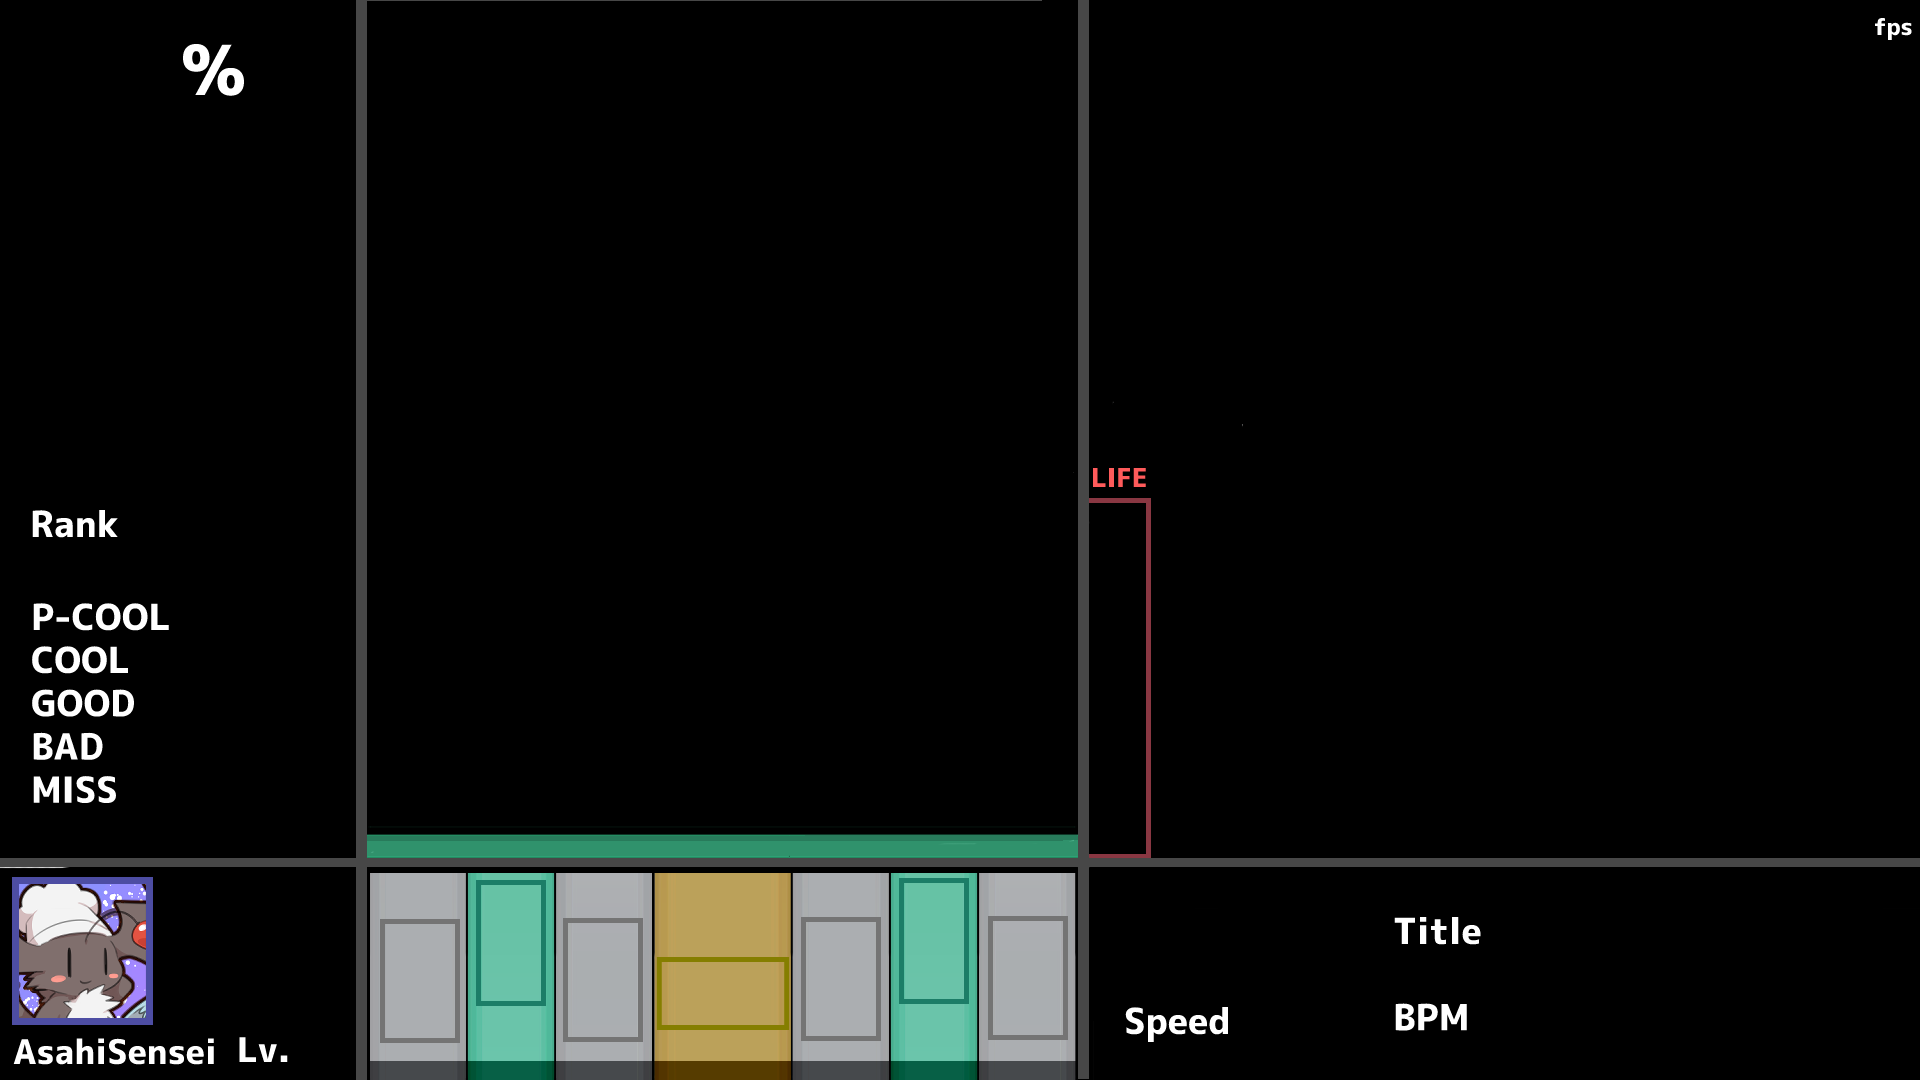 %
fps
LIFE
Rank
P-COOL
COOL
GOOD
BAD
MISS
AsahiSensei Lv.
Title
Speed
BPM